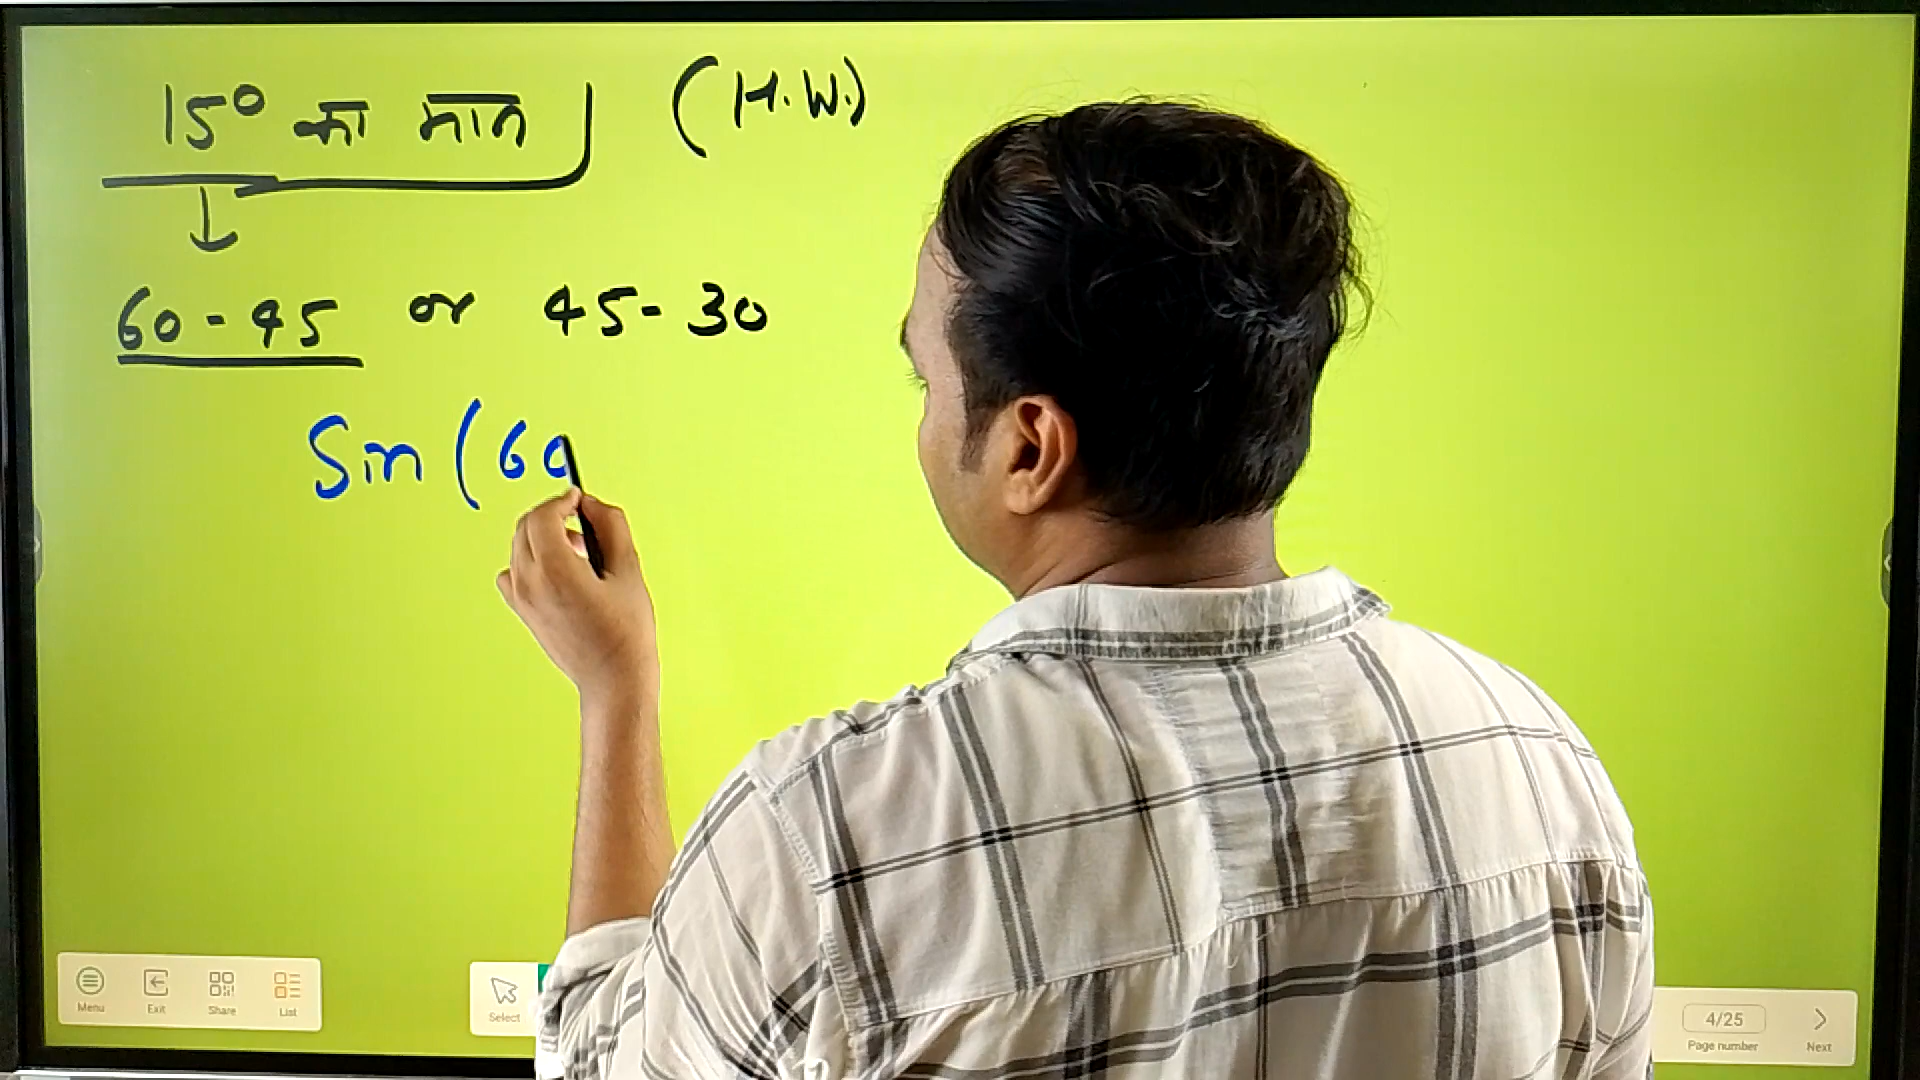 15° का मान (H.W.)
60-45 or 45-30
Sin (60
Menu Exit Share List Select
4/25
Page number Next